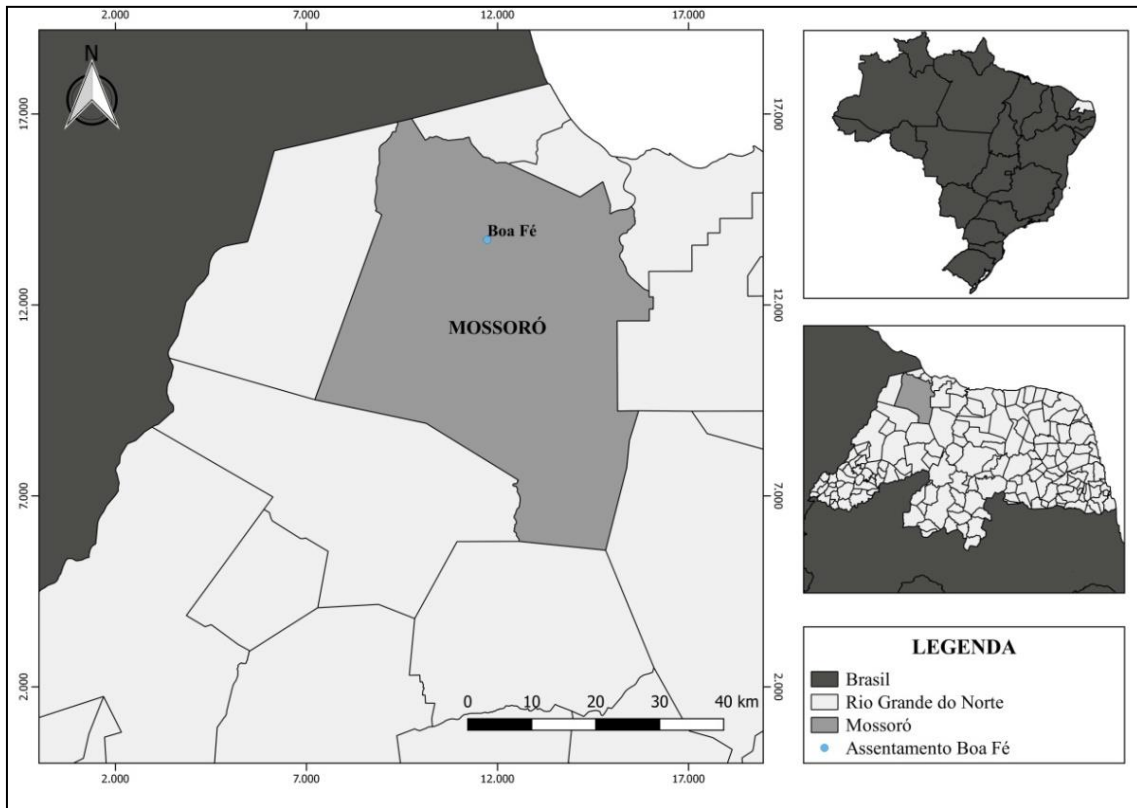 2.000 7.000 12.000 17.000
N
17.000 17.000
Boa Fé
12.000 12.000
MOSSORÓ
7.000 7.000
0 10 20 30 40 km
2.000 2.000
2.000 7.000 12.000 17.000
LEGENDA
Brasil
Rio Grande do Norte
Mossoró
Assentamento Boa Fé